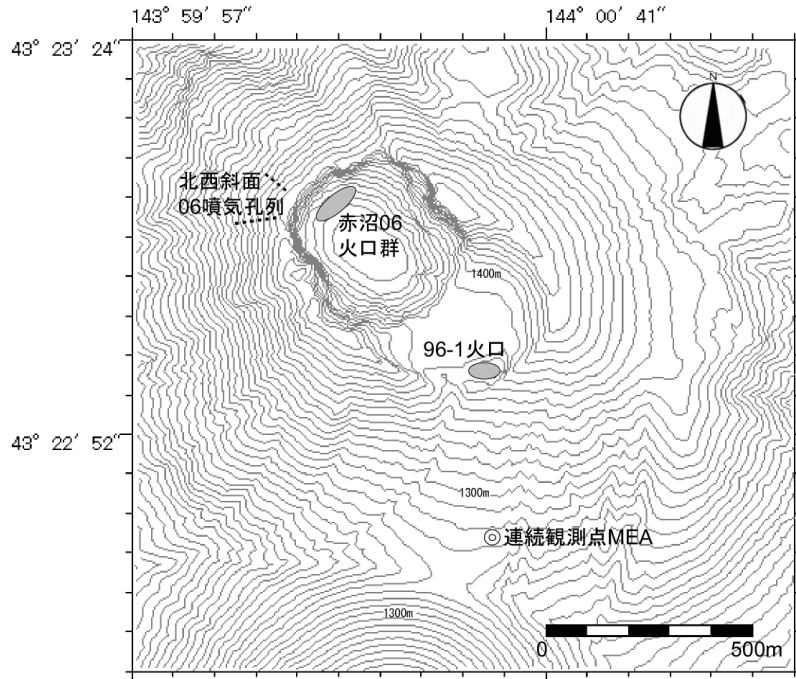 143° 59′ 57″
144° 00′ 41″
43° 23′ 24″
N
北西斜面
06噴気孔列
赤沼06
火口群
1400m
96-1火口
43° 22′ 52″
1300m
連続観測点MEA
1300m
0
500m